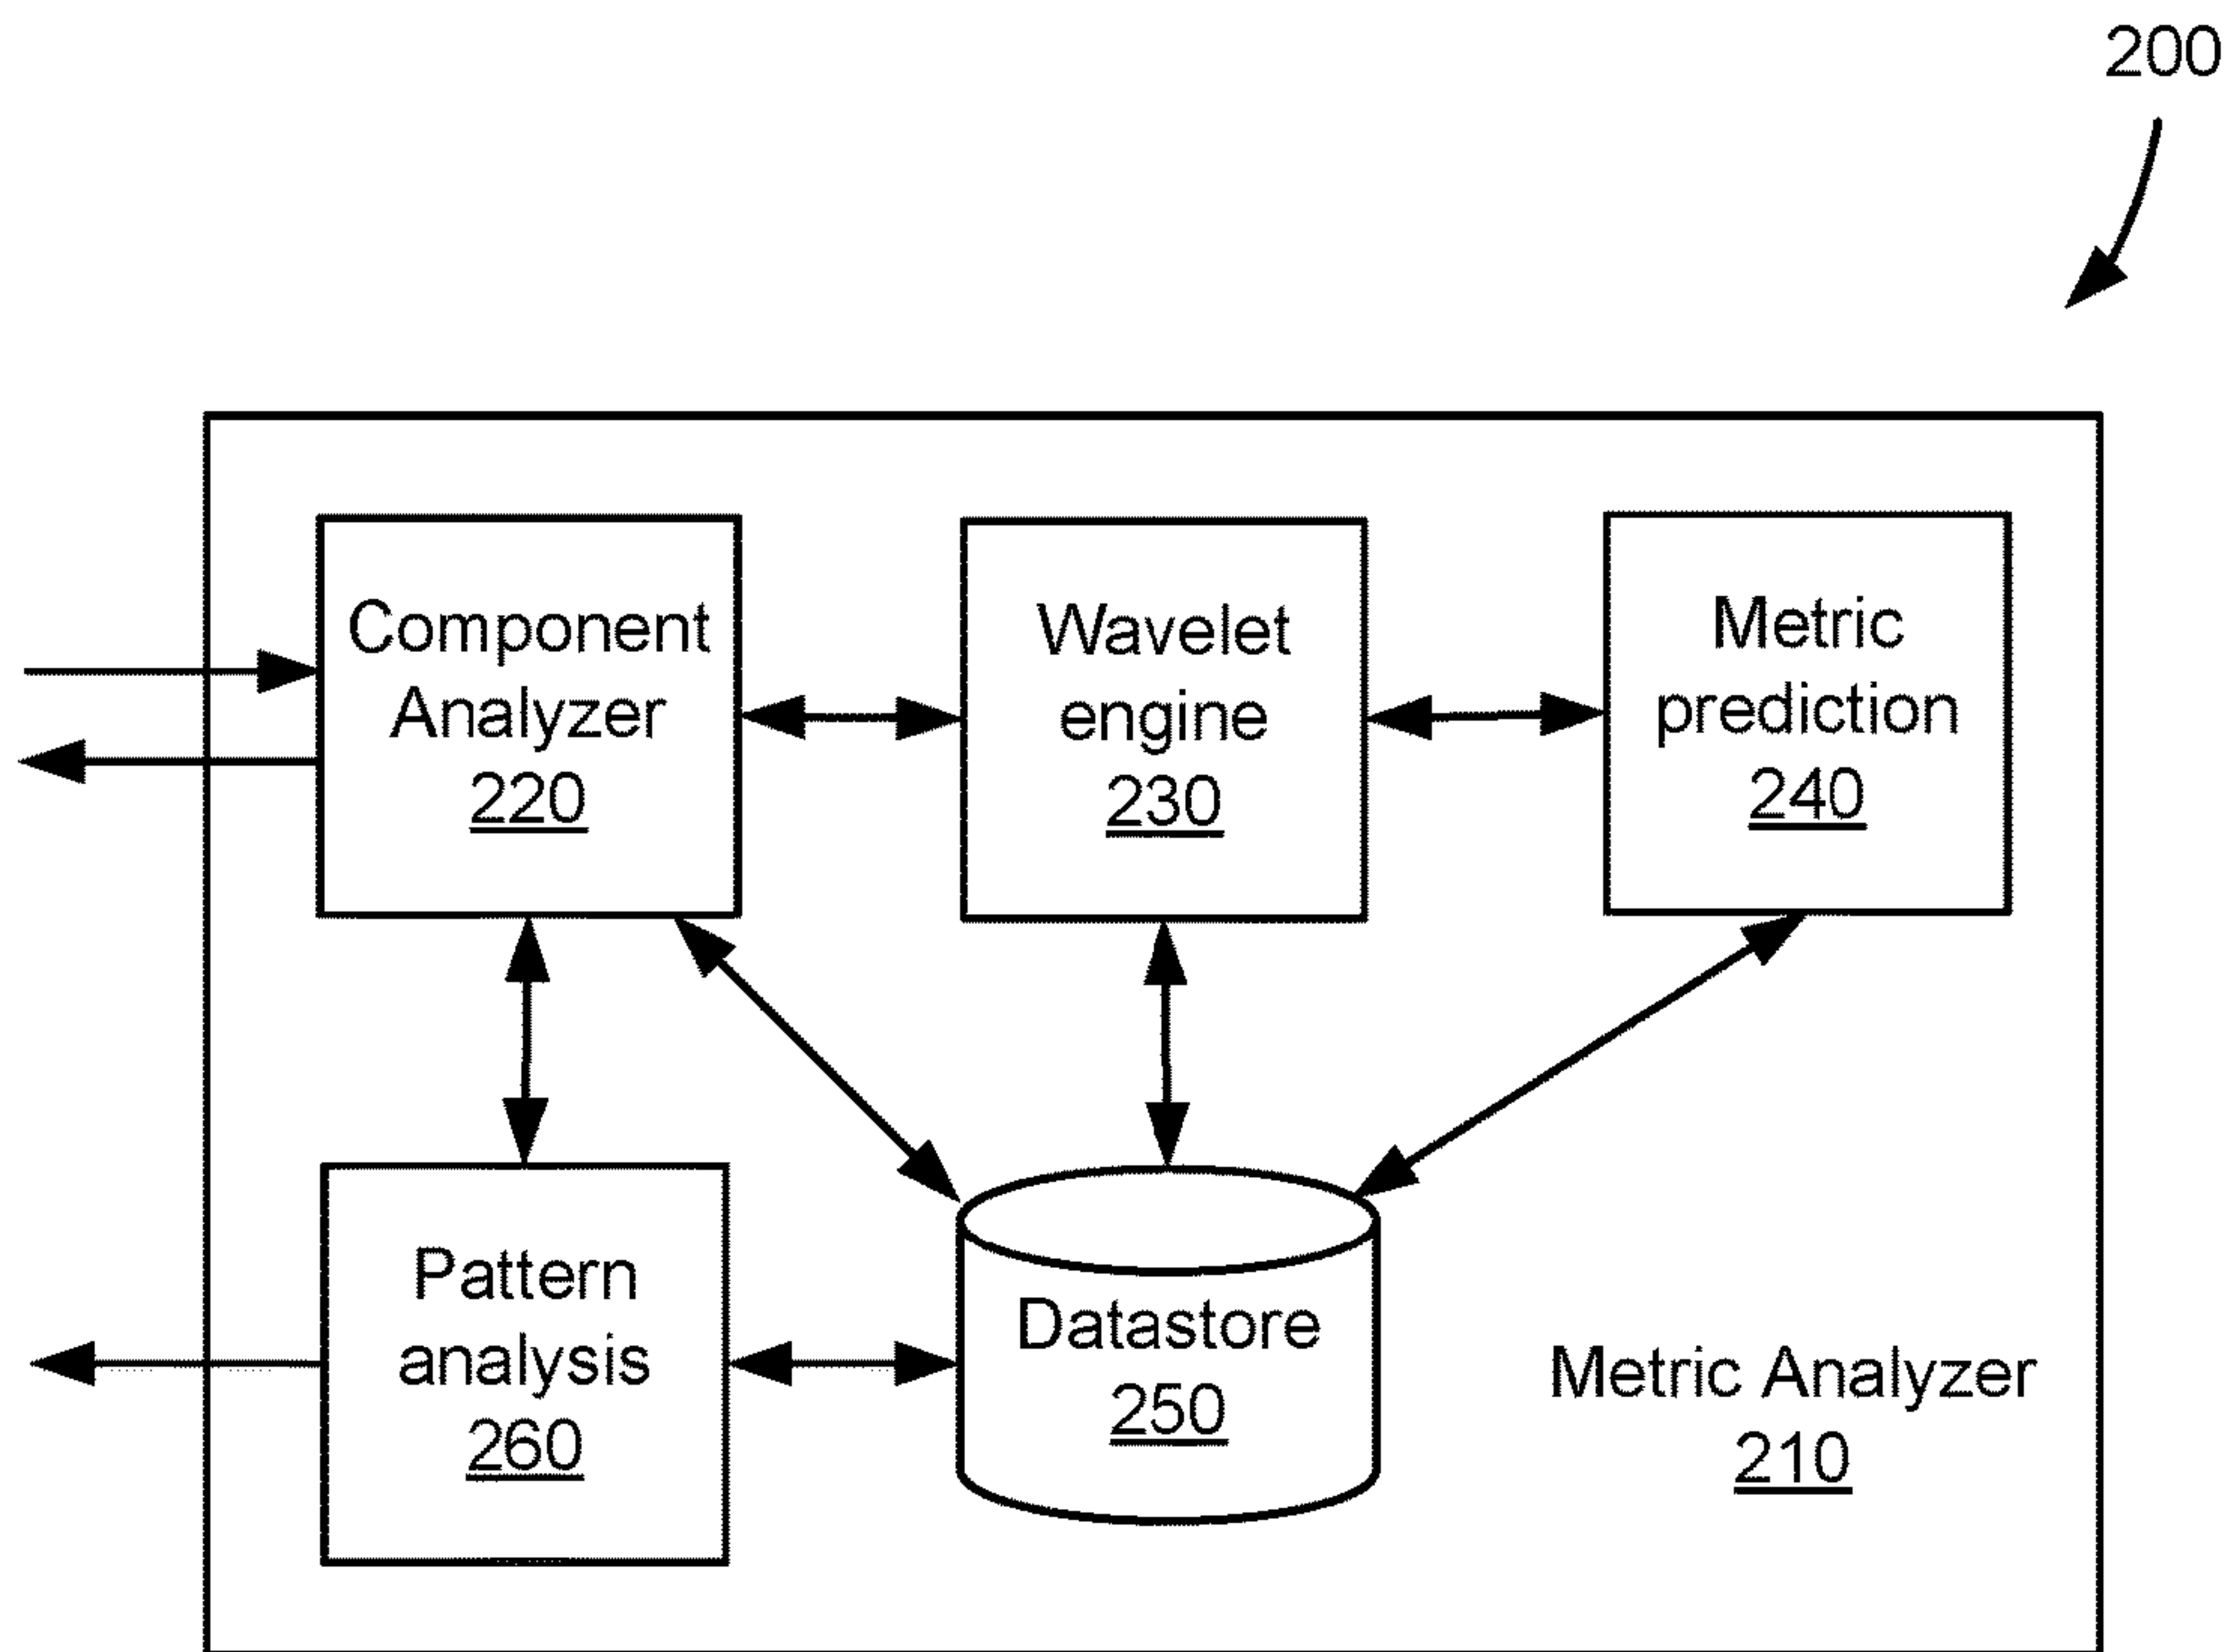 200
Component
Analyzer
220
Wavelet
engine
230
Metric
prediction
240
Pattern
analysis
260
Datastore
250
Metric Analyzer
210